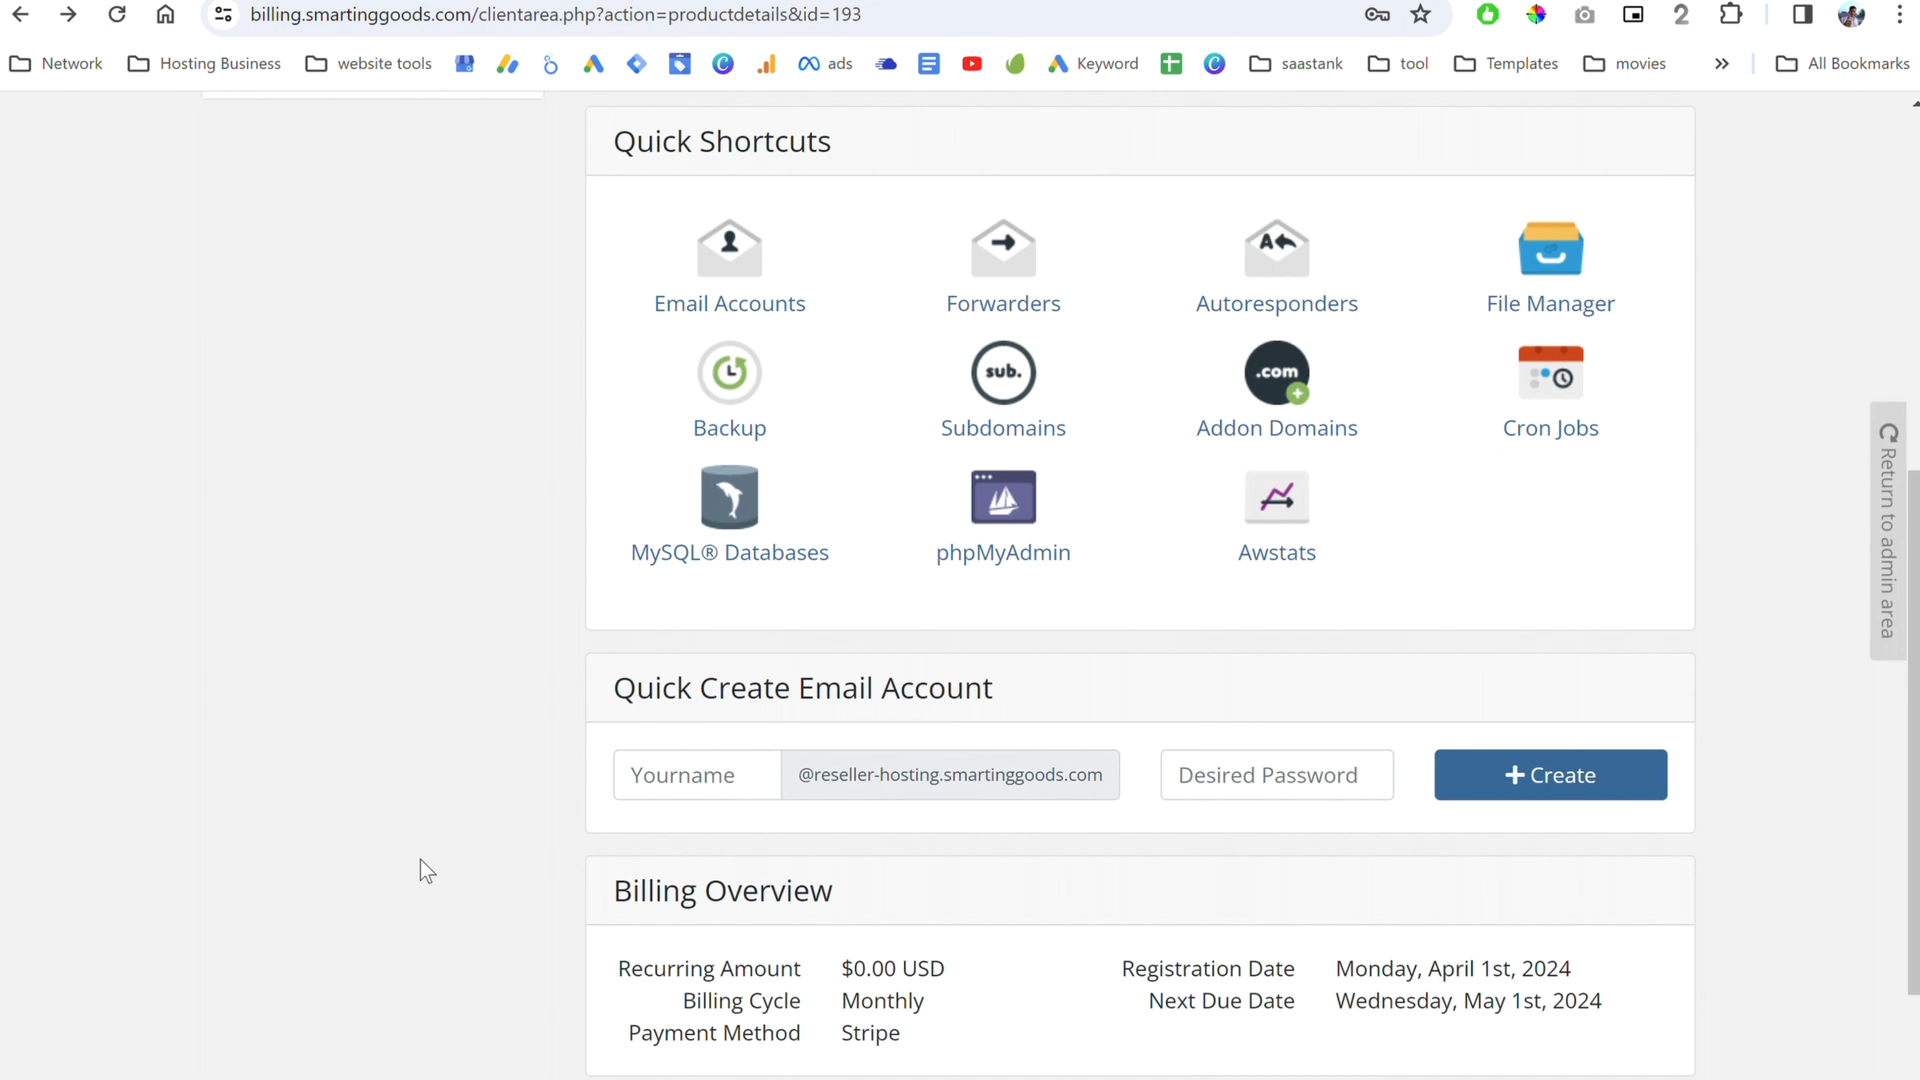 billing.smartinggoods.com/clientarea.php?action=productdetails&id=193
Network Hosting Business website tools ads Keyword saastank tool Templates movies » All Bookmarks
Quick Shortcuts
Email Accounts Forwarders Autoresponders File Manager
sub. .com
Backup Subdomains Addon Domains Cron Jobs
MySQL® Databases phpMyAdmin Awstats
Return to admin area
Quick Create Email Account
Yourname @reseller-hosting.smartinggoods.com Desired Password + Create
Billing Overview
Recurring Amount $0.00 USD Registration Date Monday, April 1st, 2024
Billing Cycle Monthly Next Due Date Wednesday, May 1st, 2024
Payment Method Stripe